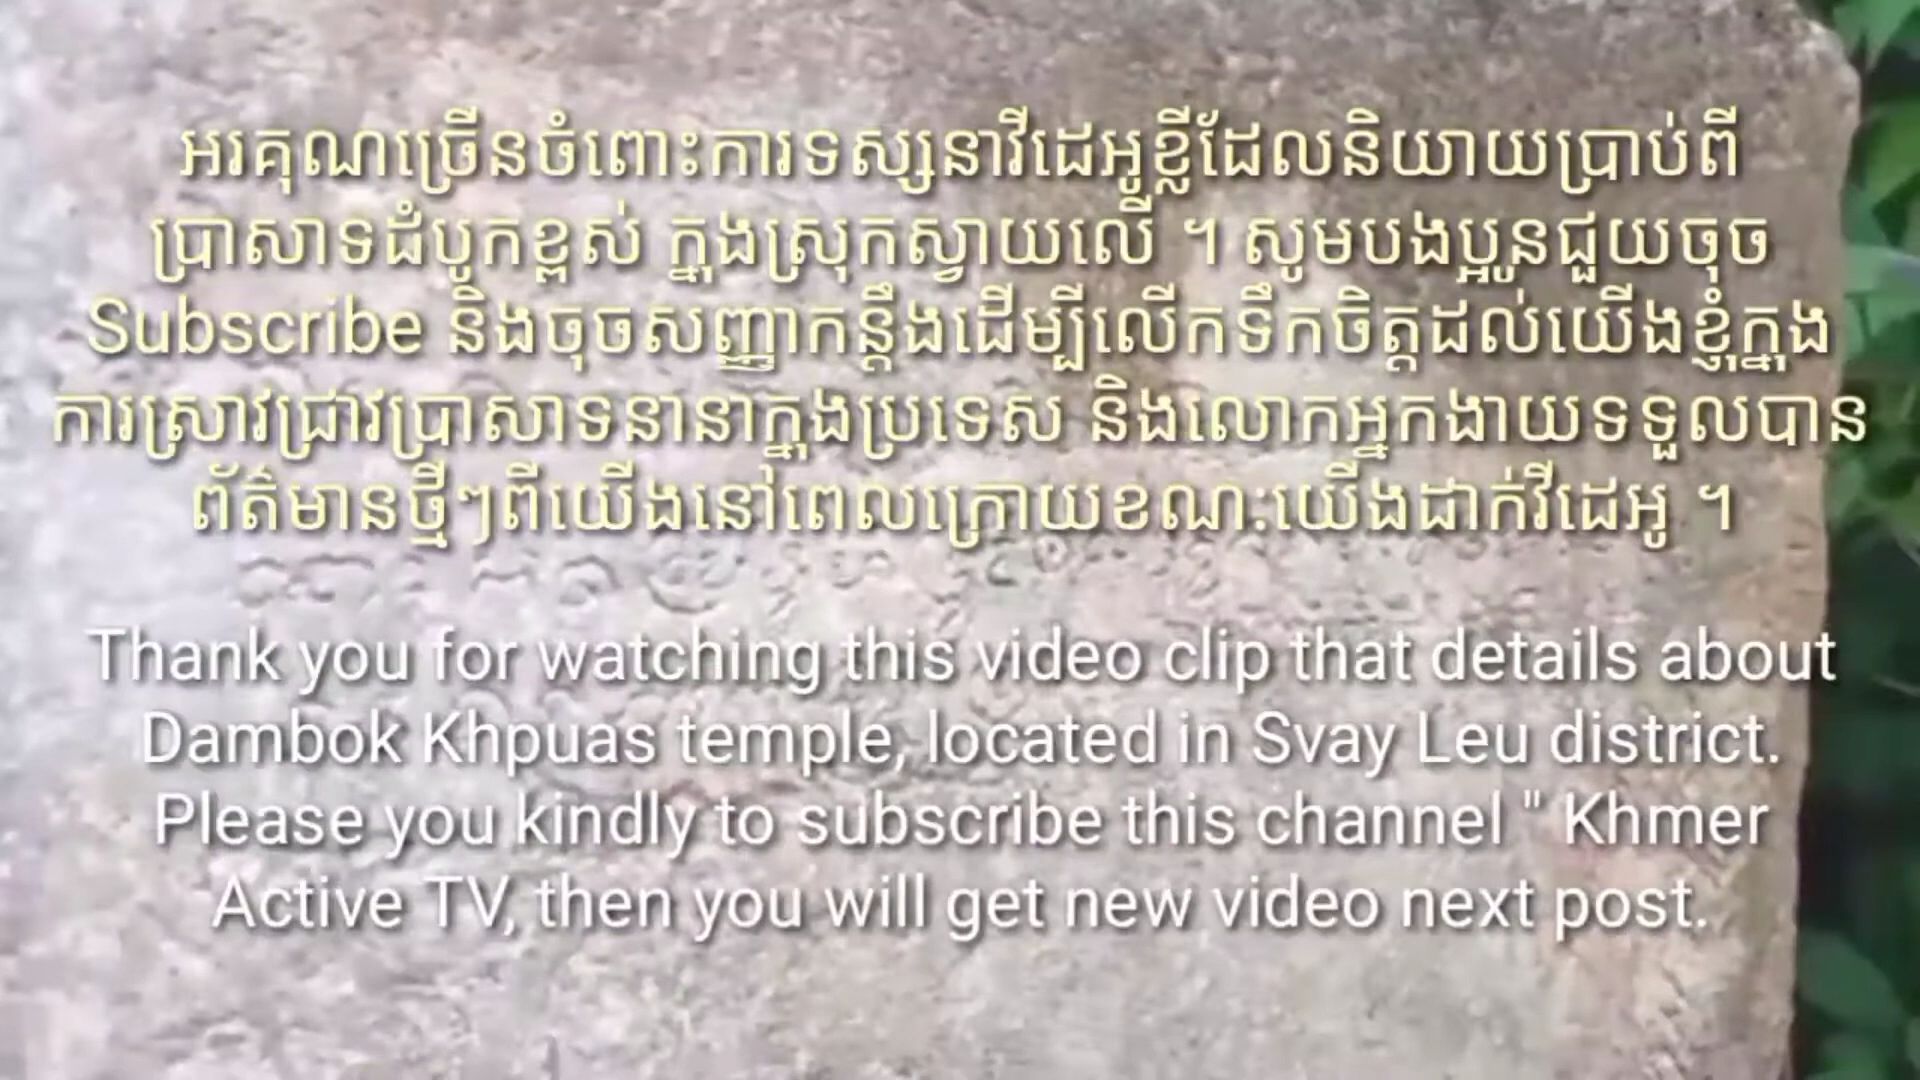 អរគុណច្រើនចំពោះការទស្សនាវីដេអូខ្លីដែលនិយាយប្រាប់ពី
ប្រាសាទដំបូកខ្ពស់ ក្នុងស្រុកស្វាយលើ ។ សូមបងប្អូនជួយចុច
Subscribe និងចុចសញ្ញាកន្ដឹងដើម្បីលើកទឹកចិត្តដល់យើងខ្ញុំក្នុង
ការស្រាវជ្រាវប្រាសាទនានាក្នុងប្រទេស និងលោកអ្នកងាយទទួលបាន
ព័ត៌មានថ្មីៗពីយើងនៅពេលក្រោយខណ:យើងដាក់វីដេអូ ។
Thank you for watching this video clip that details about
Dambok Khpuas temple, located in Svay Leu district.
Please you kindly to subscribe this channel " Khmer
Active TV, then you will get new video next post.